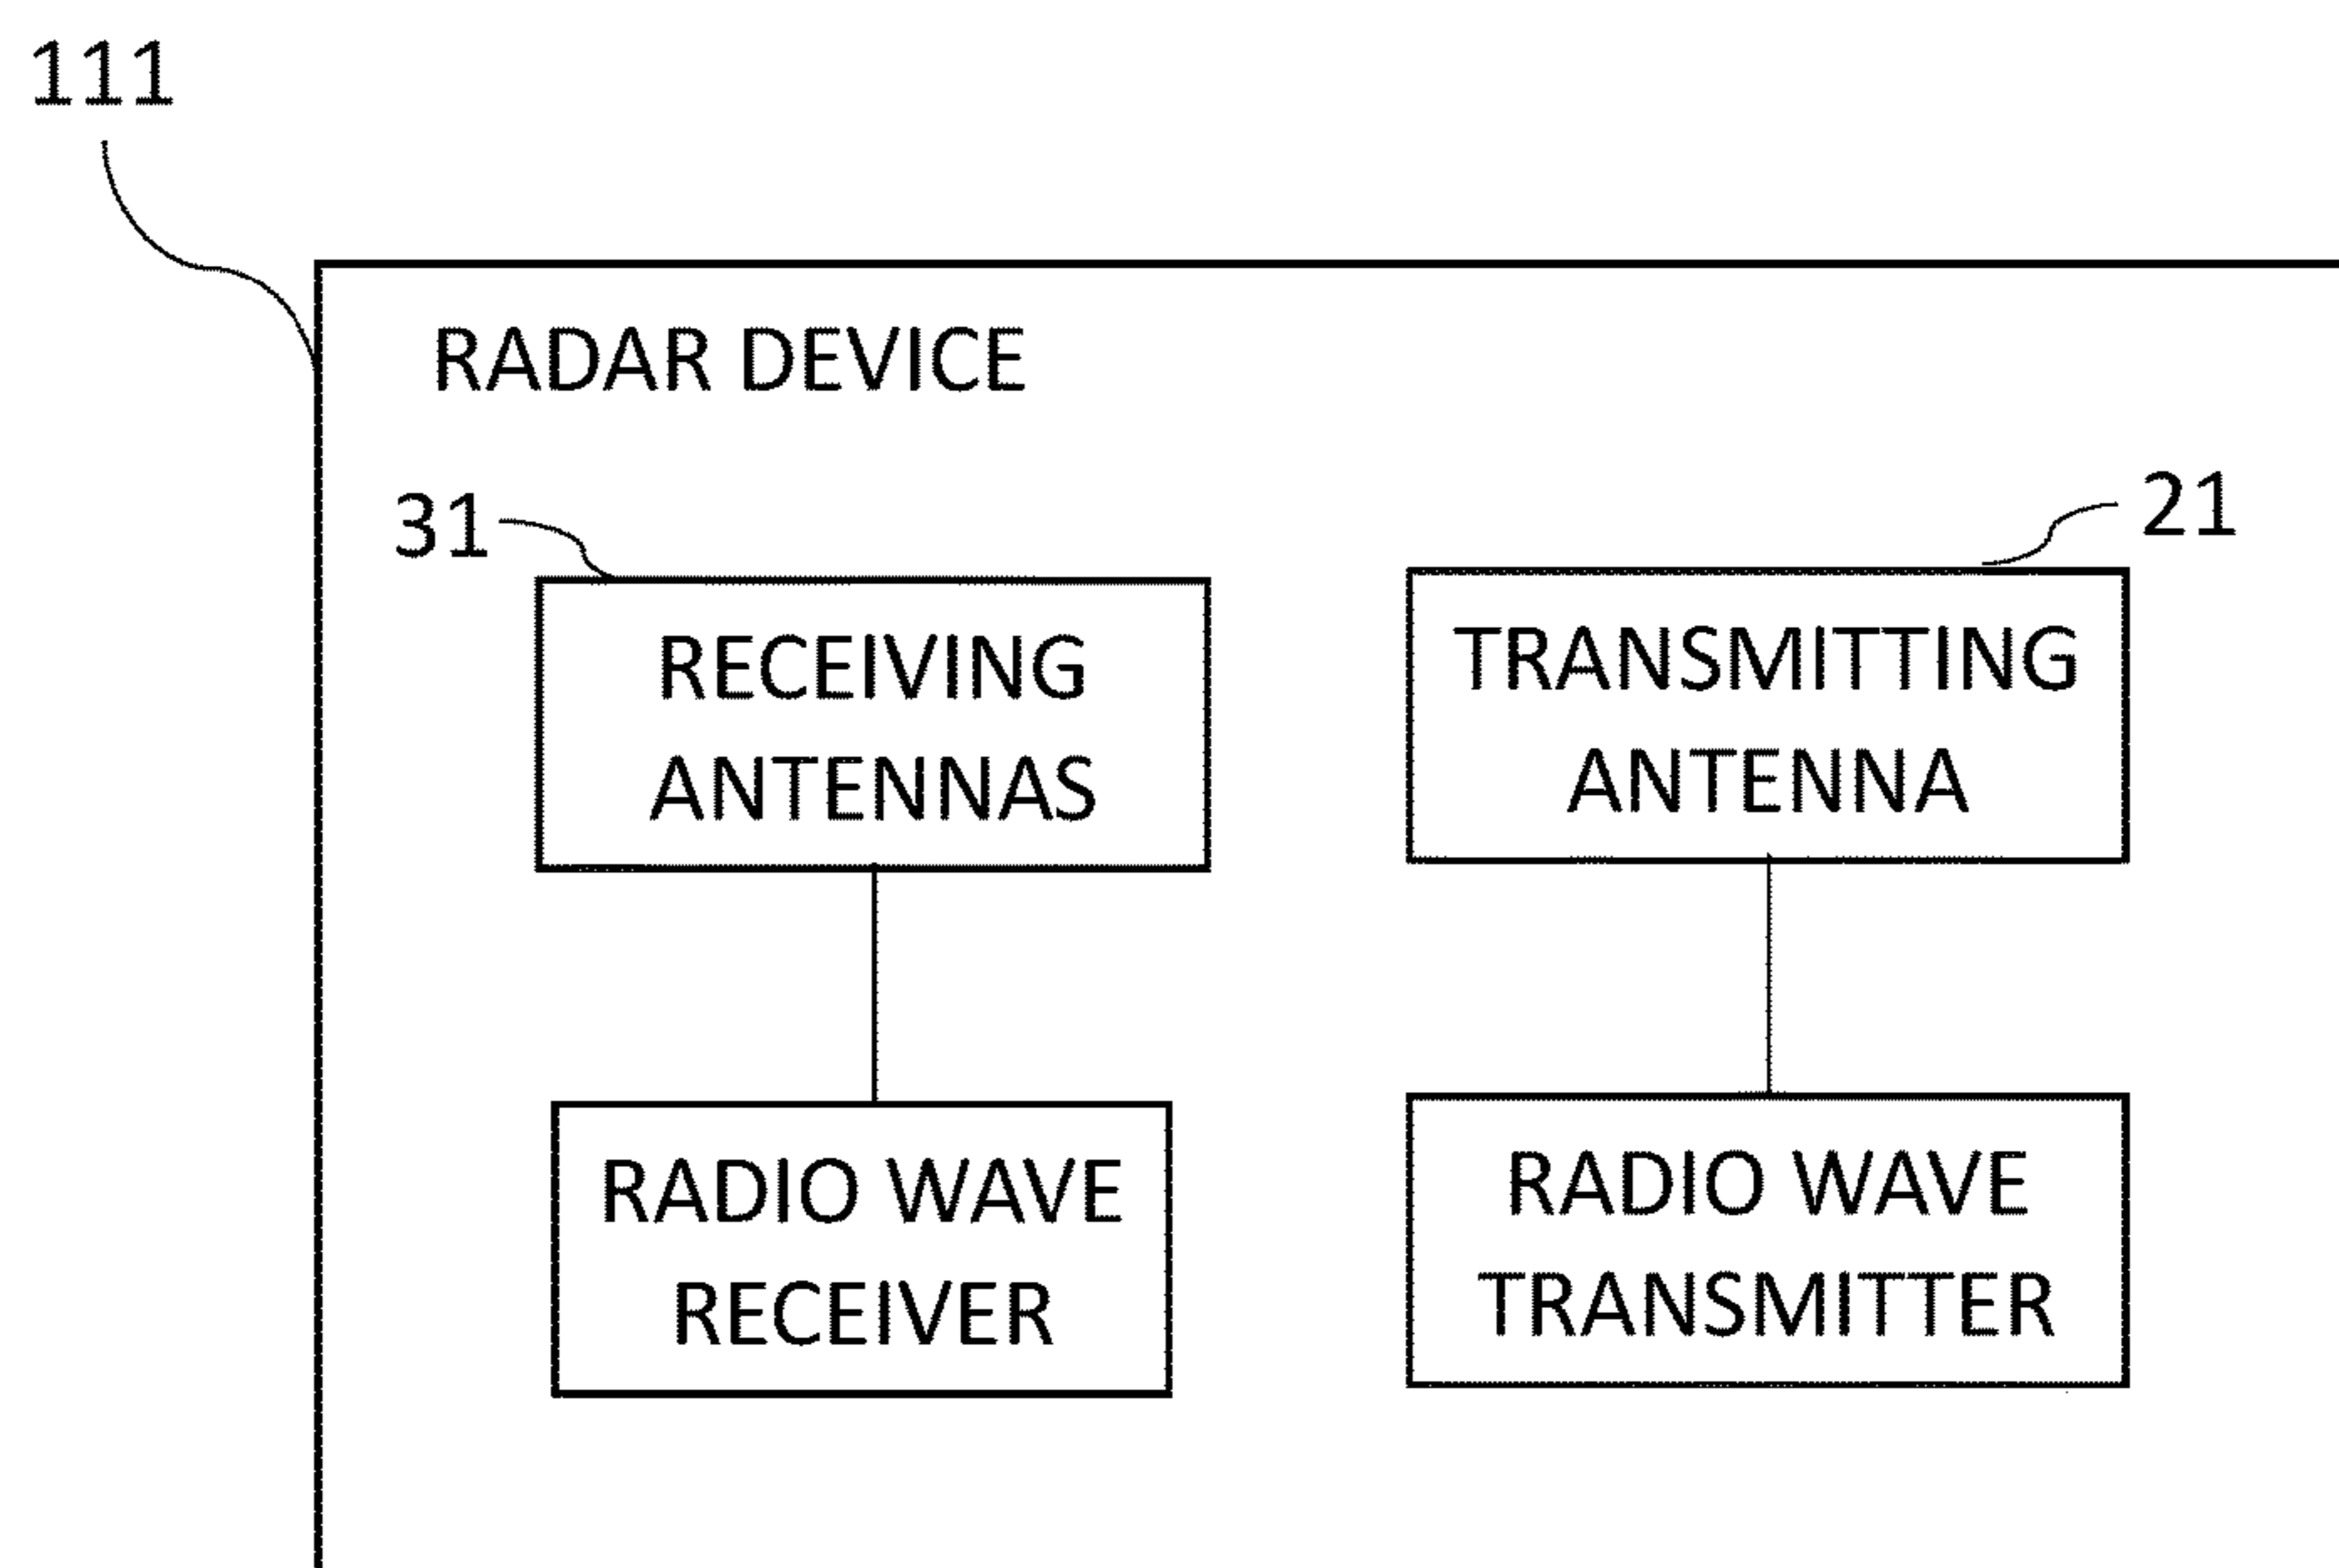 111
RADAR DEVICE
31
21
RECEIVING
ANTENNAS
TRANSMITTING
ANTENNA
RADIO WAVE
RECEIVER
RADIO WAVE
TRANSMITTER